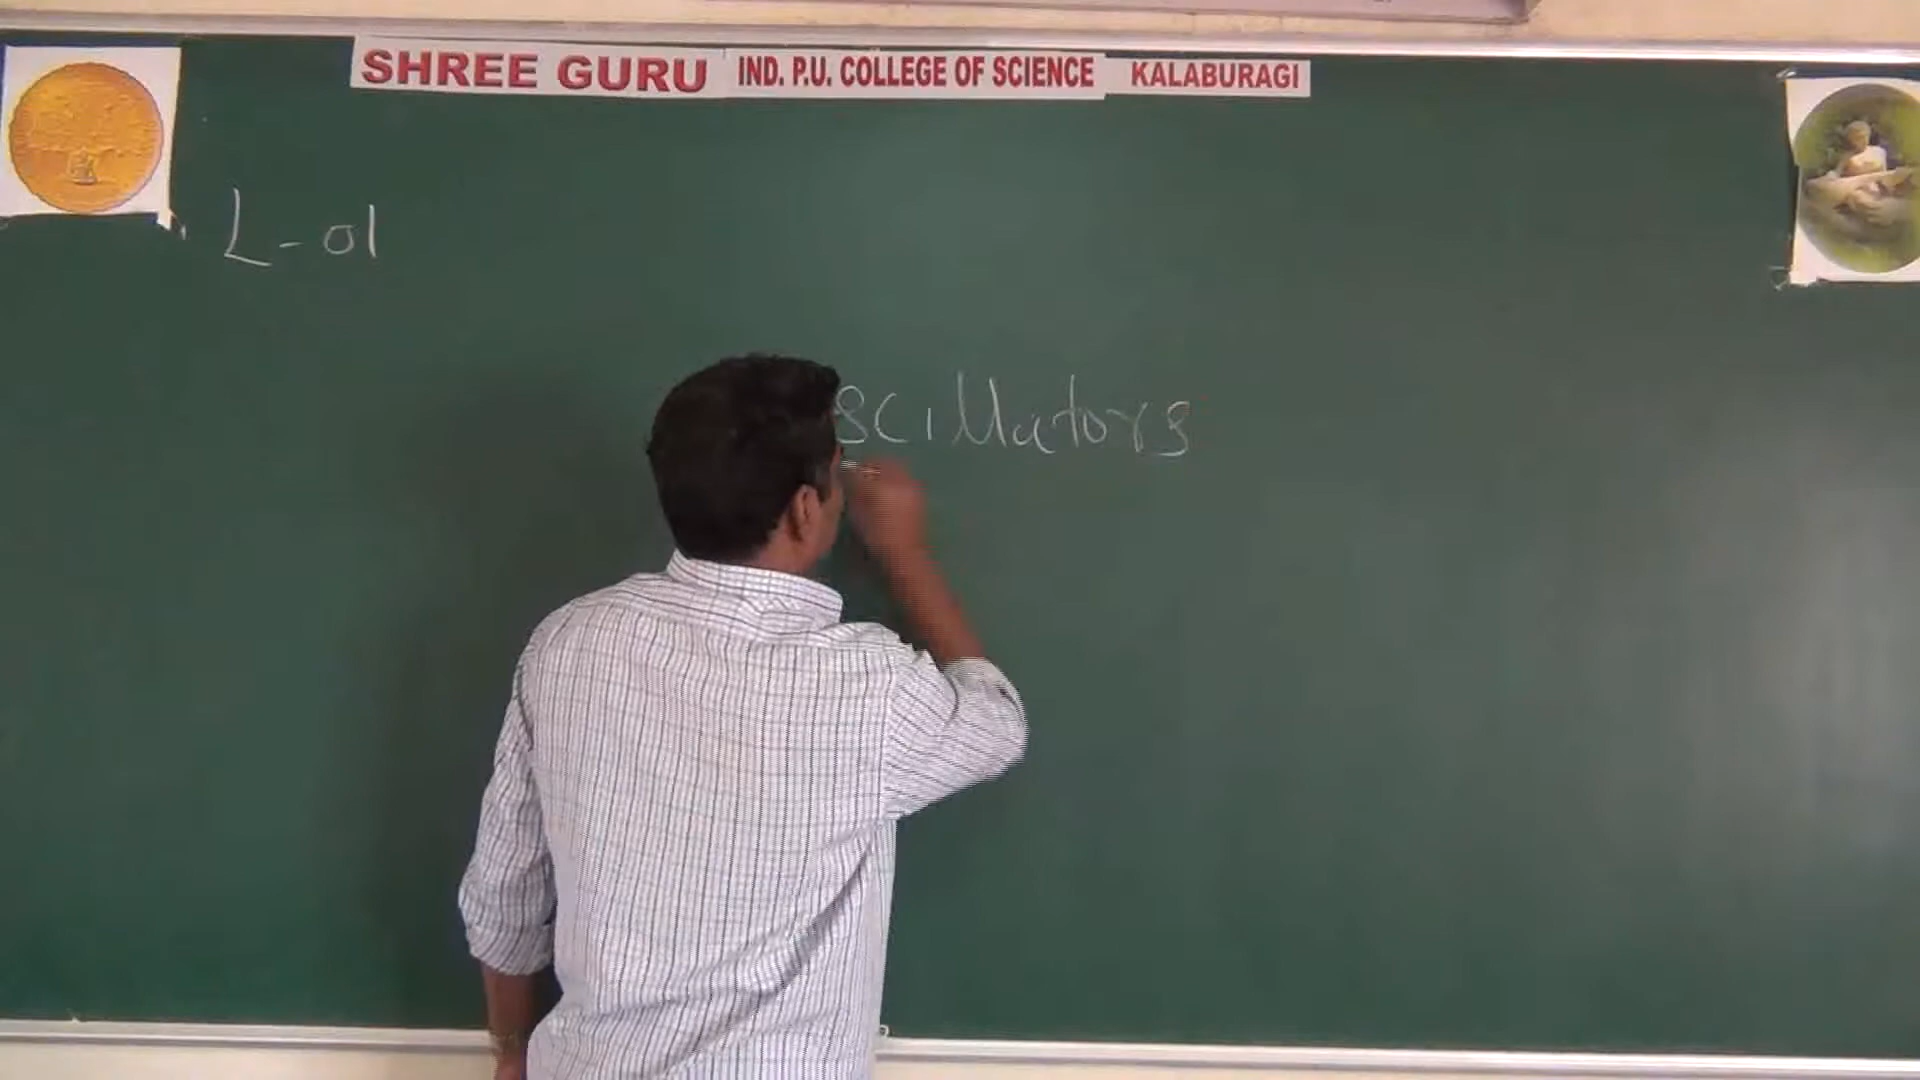 SHREE GURU IND. P.U. COLLEGE OF SCIENCE KALABURAGI
L-01
scillators